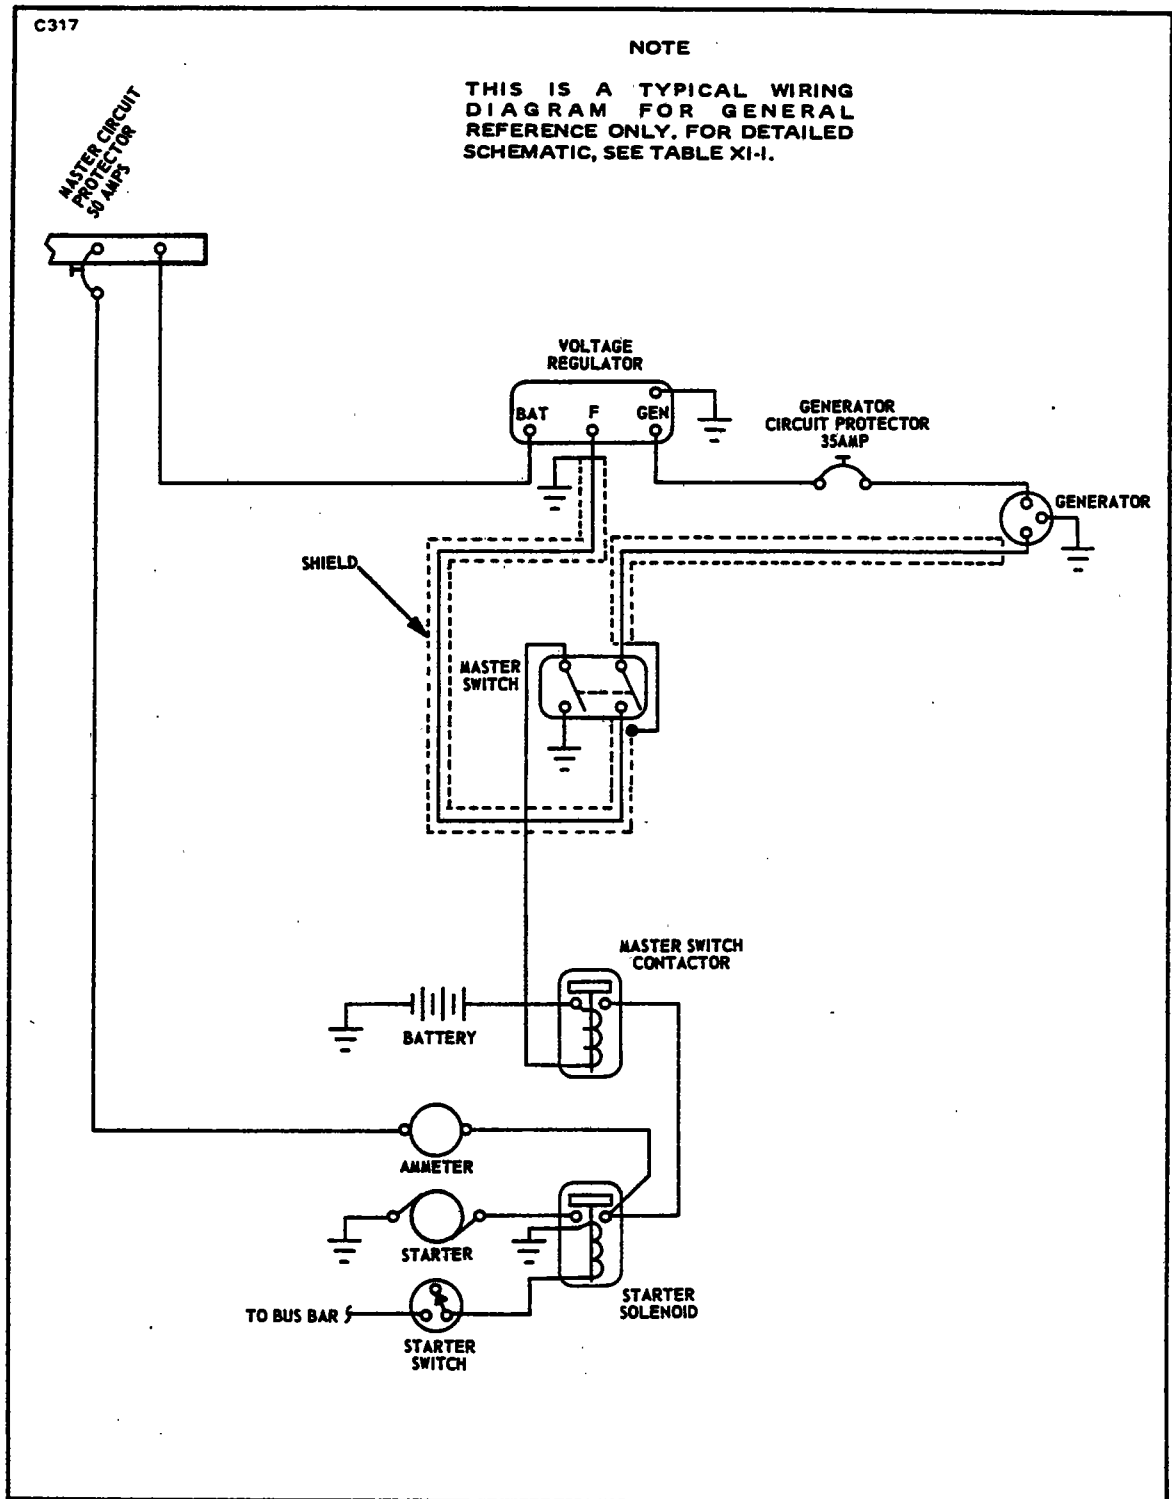 C317
NOTE
THIS IS A TYPICAL WIRING
DIAGRAM FOR GENERAL
REFERENCE ONLY. FOR DETAILED
SCHEMATIC, SEE TABLE XI-I.
MASTER CIRCUIT
PROTECTOR
50 AMPS
VOLTAGE
REGULATOR
BAT F GEN
GENERATOR
CIRCUIT PROTECTOR
35AMP
GENERATOR
SHIELD
MASTER
SWITCH
MASTER SWITCH
CONTACTOR
BATTERY
AMMETER
STARTER
STARTER
SOLENOID
TO BUS BAR
STARTER
SWITCH